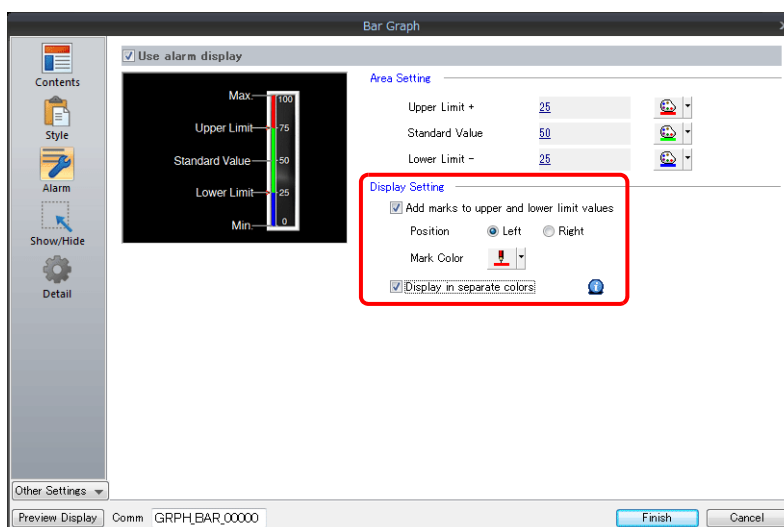 Bar Graph
Contents
Style
Alarm
Show/Hide
Detail
Other Settings
Use alarm display
Max.
100
Upper Limit
75
Standard Value
50
Lower Limit
25
Min.
0
Area Setting
Upper Limit + 25
Standard Value 50
Lower Limit − 25
Display Setting
Add marks to upper and lower limit values
Position Left Right
Mark Color
Display in separate colors
Preview Display Comm GRPH_BAR_00000 Finish Cancel